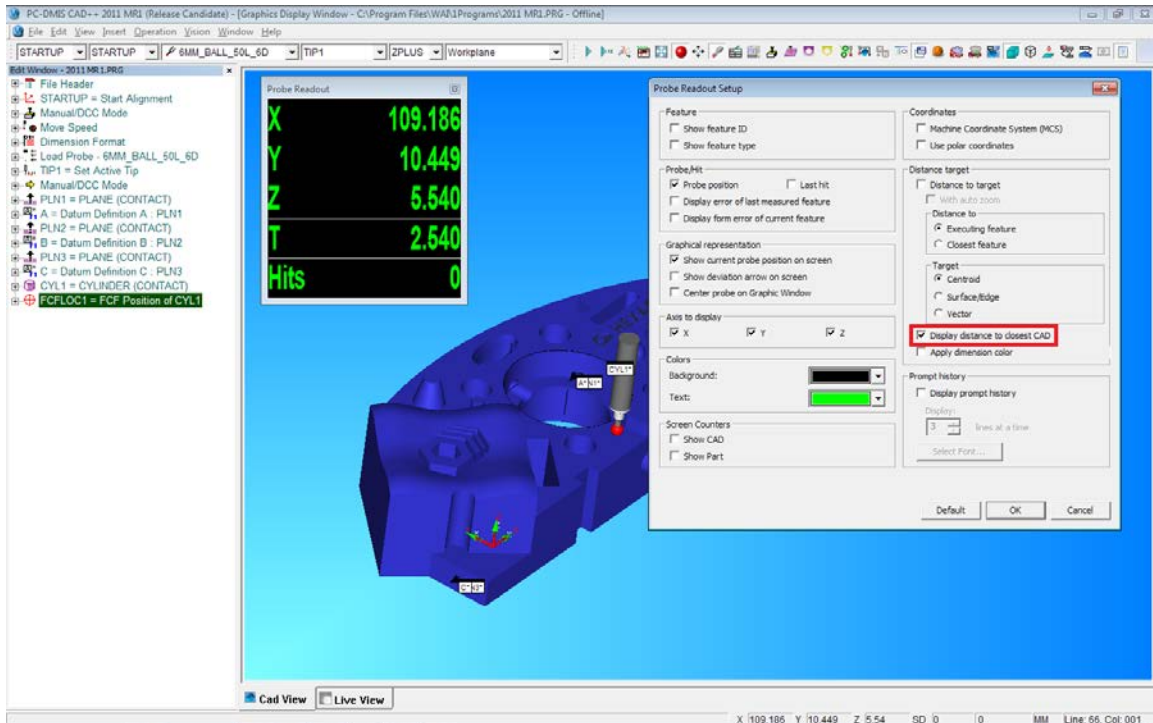 PC-DMIS CAD++ 2011 MR1 (Release Candidate) - [Graphics Display Window - C:\Program Files\WAI\1Programs\2011 MR1.PRG - Offline]
File Edit View Insert Operation Vision Window Help
STARTUP STARTUP 6MM_BALL_50L_6D TIP1 ZPLUS Workplane
Edit Window - 2011 MR1.PRG
File Header
STARTUP = Start Alignment
Manual/DCC Mode
Move Speed
Dimension Format
Load Probe - 6MM_BALL_50L_6D
TIP1 = Set Active Tip
Manual/DCC Mode
PLN1 = PLANE (CONTACT)
A = Datum Definition A : PLN1
PLN2 = PLANE (CONTACT)
B = Datum Definition B : PLN2
PLN3 = PLANE (CONTACT)
C = Datum Definition C : PLN3
CYL1 = CYLINDER (CONTACT)
FCFLOC1 = FCF Position of CYL1
Probe Readout
X 109.186
Y 10.449
Z 5.540
T 2.540
Hits 0
CYL1*
Probe Readout Setup
Feature
Show feature ID
Show feature type
Probe/Hit
Probe position Last hit
Display error of last measured feature
Display form error of current feature
Graphical representation
Show current probe position on screen
Show deviation arrow on screen
Center probe on Graphic Window
Axis to display
X Y Z
Colors
Background:
Text:
Screen Counters
Show CAD
Show Part
Coordinates
Machine Coordinate System (MCS)
Use polar coordinates
Distance target
Distance to target
With auto zoom
Distance to
Executing feature
Closest feature
Target
Centroid
Surface/Edge
Vector
Display distance to closest CAD
Apply dimension color
Prompt history
Display prompt history
Display:
3 lines at a time
Select Font...
Default OK Cancel
Cad View Live View
X 109.186 Y 10.449 Z 5.54 SD 0 0 MM Line: 66, Col: 001